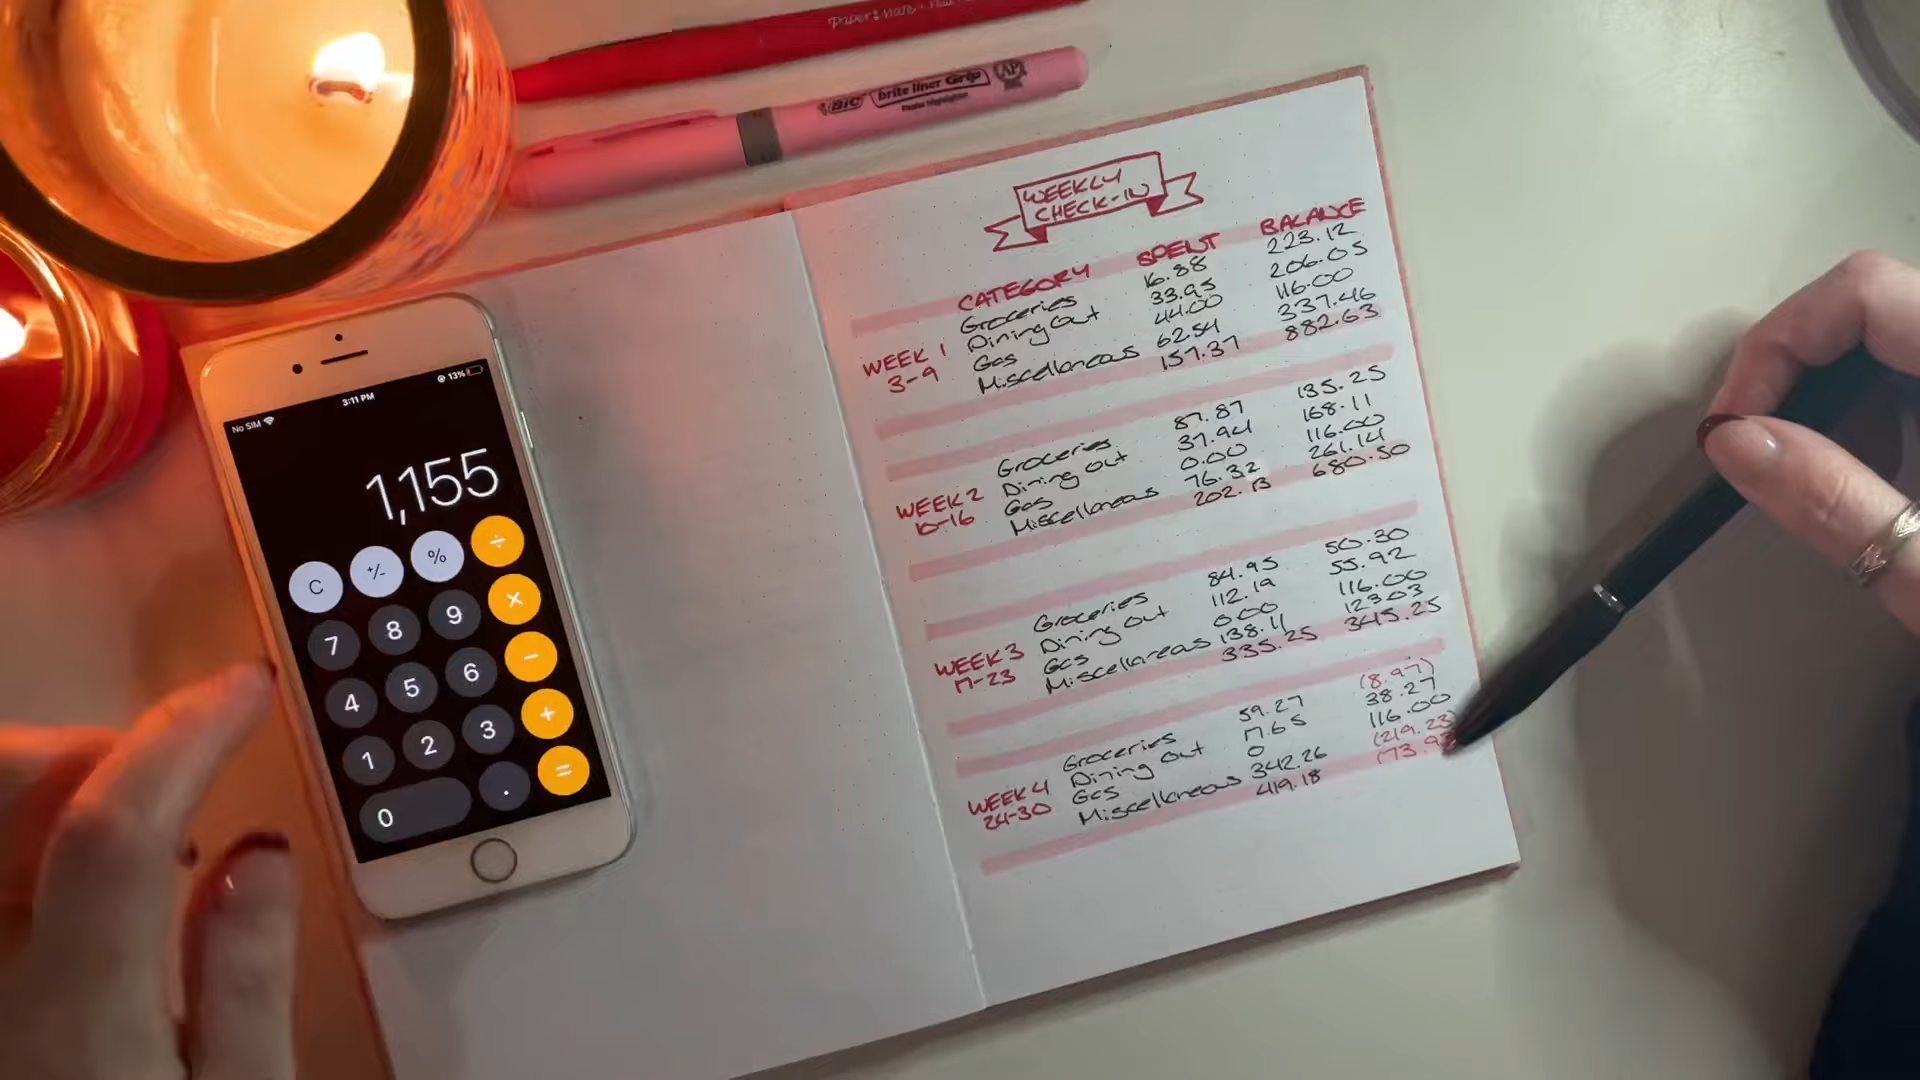 Paper:Mate
BIC brite liner Grip AP
No SIM 3:11 PM 13%
1,155
C +/- % ÷
7 8 9 ×
4 5 6 −
1 2 3 +
0 . =
WEEKLY
CHECK-IN
CATEGORY SPENT BALANCE
Groceries 16.88 223.12
Dining Out 33.95 206.05
WEEK 1 Gas 44.00 116.00
3-9 Miscellaneous 62.54 337.46
157.37 882.63
Groceries 87.87 135.25
Dining out 37.94 168.11
WEEK 2 Gas 0.00 116.00
10-16 Miscellaneous 76.32 261.14
202.13 680.50
Groceries 84.95 50.30
Dining out 112.19 55.92
WEEK 3 Gas 0.00 116.00
17-23 Miscellaneous 138.11 123.03
335.25 345.25
Groceries 59.27 (8.97)
Dining out 17.65 38.27
WEEK 4 Gas 0 116.00
24-30 Miscellaneous 342.26 (219.23)
419.18 (73.93